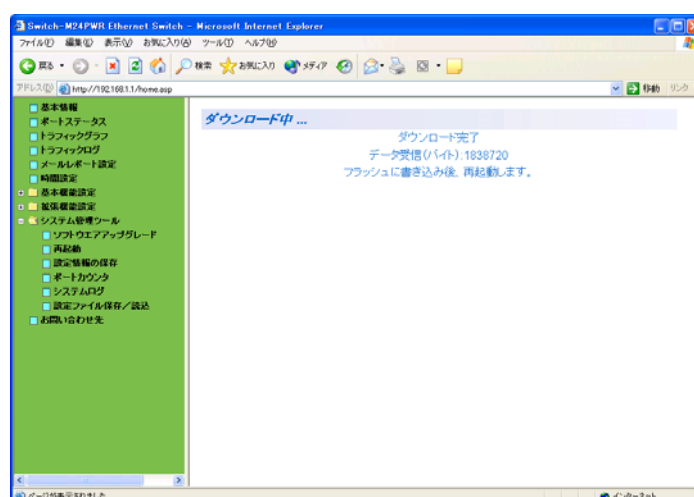 Switch-M24PWR Ethernet Switch - Microsoft Internet Explorer
ファイル(F) 編集(E) 表示(V) お気に入り(A) ツール(T) ヘルプ(H)
戻る 検索 お気に入り メディア
アドレス(D) http://192.168.1.1/home.asp 移動 リンク
基本情報
ポートステータス
トラフィックグラフ
トラフィックログ
メールレポート設定
時間設定
基本機能設定
拡張機能設定
システム管理ツール
ソフトウエアアップグレード
再起動
設定情報の保存
ポートカウンタ
システムログ
設定ファイル保存/読込
お問い合わせ先
ダウンロード中 ...
ダウンロード完了
データ受信(バイト):1838720
フラッシュに書き込み後、再起動します。
ページが表示されました
インターネット